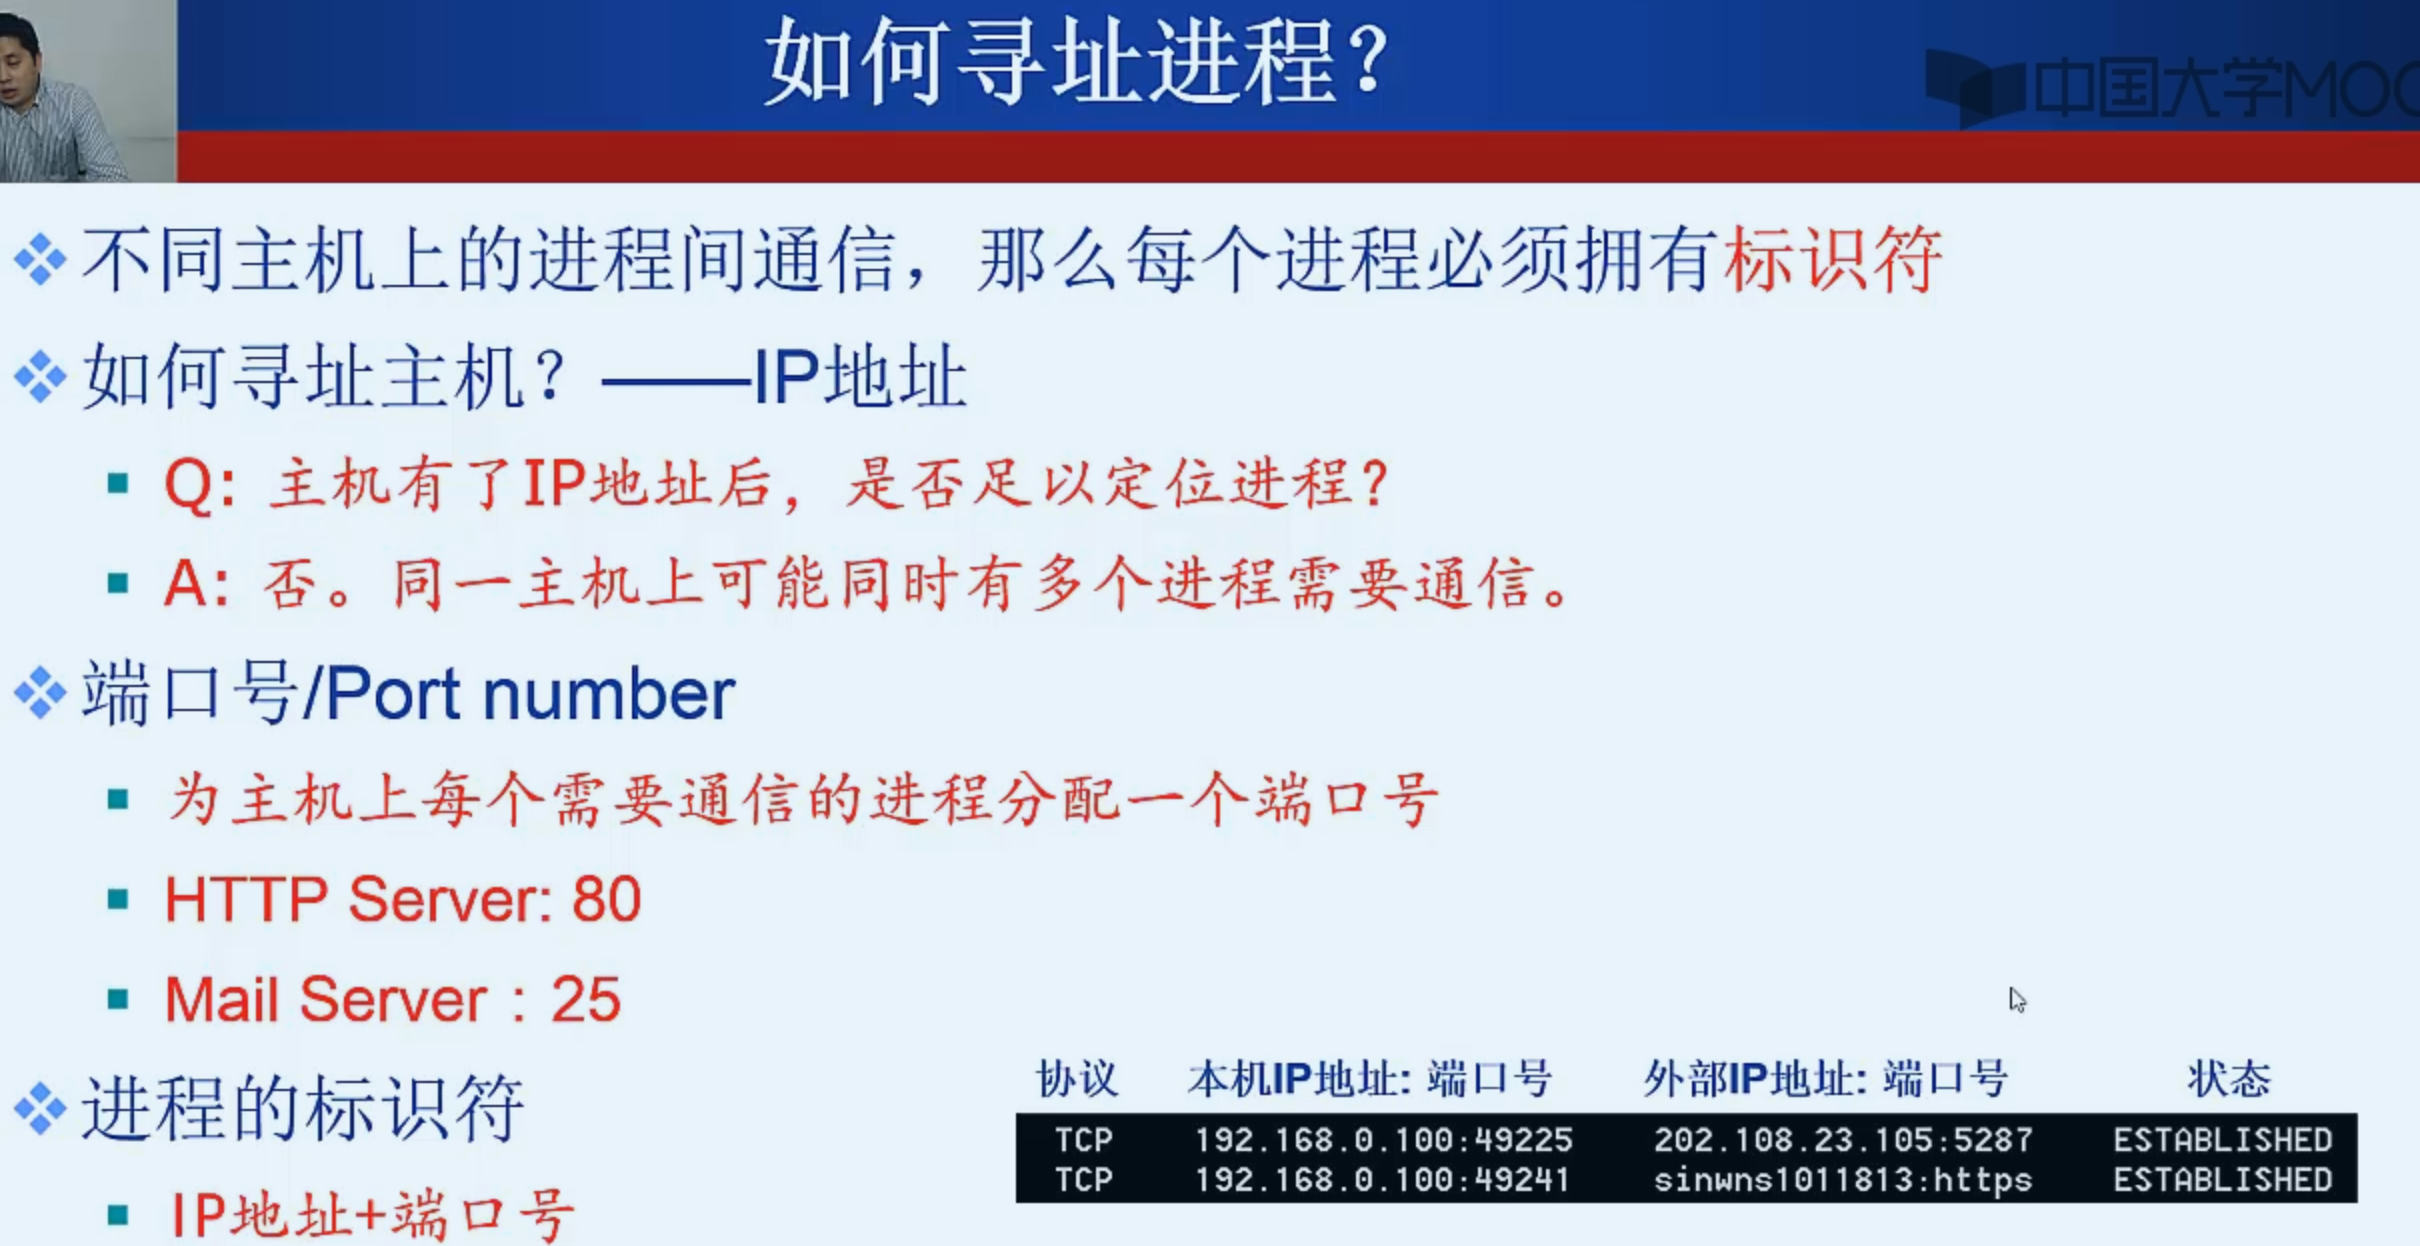 如何寻址进程？
中国大学MOO
不同主机上的进程间通信，那么每个进程必须拥有标识符
如何寻址主机？——IP地址
Q: 主机有了IP地址后，是否足以定位进程？
A: 否。同一主机上可能同时有多个进程需要通信。
端口号/Port number
为主机上每个需要通信的进程分配一个端口号
HTTP Server: 80
Mail Server：25
进程的标识符
IP地址+端口号
协议 本机IP地址: 端口号 外部IP地址: 端口号 状态
TCP 192.168.0.100:49225 202.108.23.105:5287 ESTABLISHED
TCP 192.168.0.100:49241 sinwns1011813:https ESTABLISHED